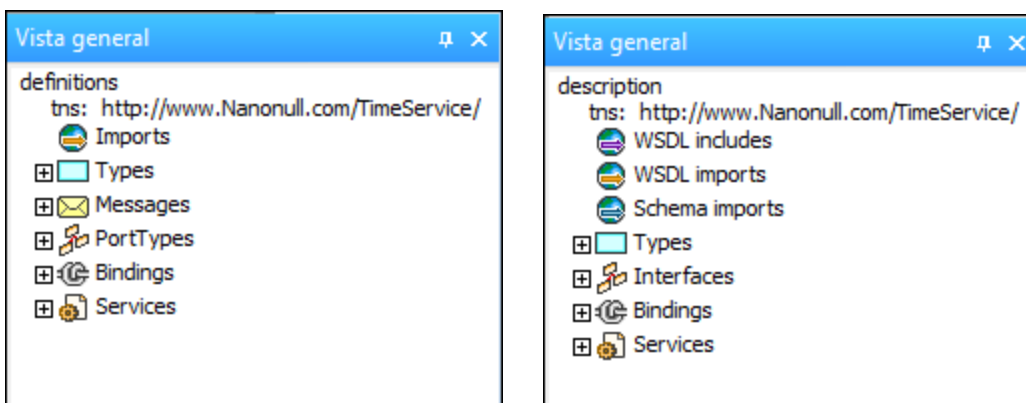 Vista general
definitions
tns: http://www.Nanonull.com/TimeService/
Imports
Types
Messages
PortTypes
Bindings
Services
Vista general
description
tns: http://www.Nanonull.com/TimeService/
WSDL includes
WSDL imports
Schema imports
Types
Interfaces
Bindings
Services